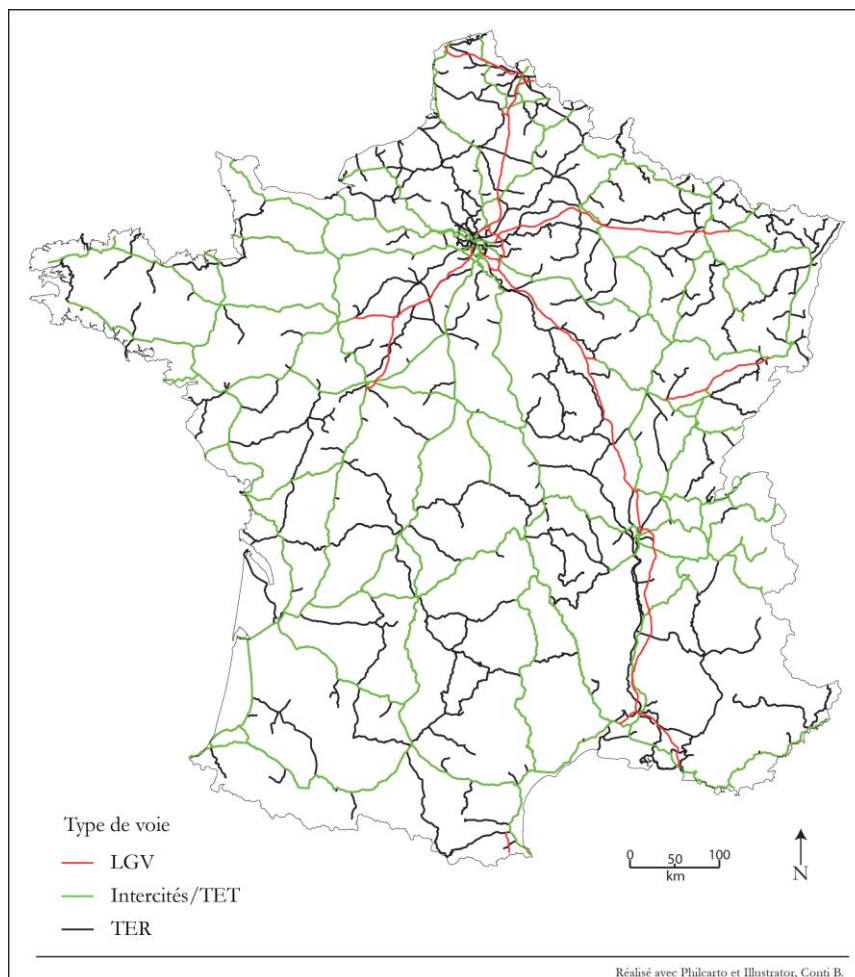 Type de voie
LGV
Intercités/TET
TER
0 50 100
km
N
Réalisé avec Philcarto et Illustrator, Conti B.